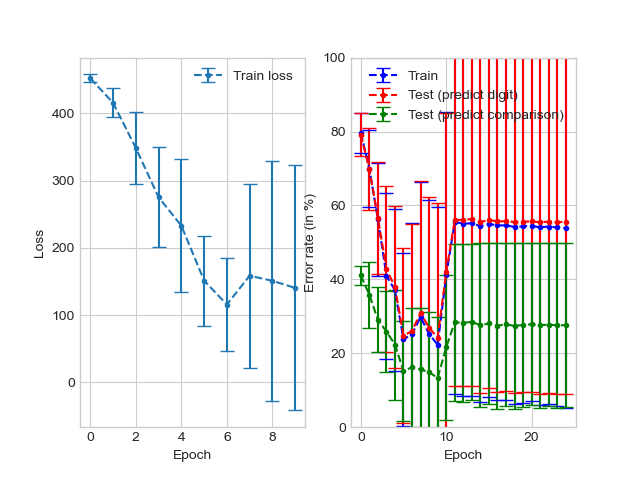 Train loss
400
300
200
100
0
Loss
0
2
4
6
8
Epoch
Train
Test (predict digit)
Test (predict comparison)
100
80
60
40
20
0
Error rate (in %)
0
10
20
Epoch